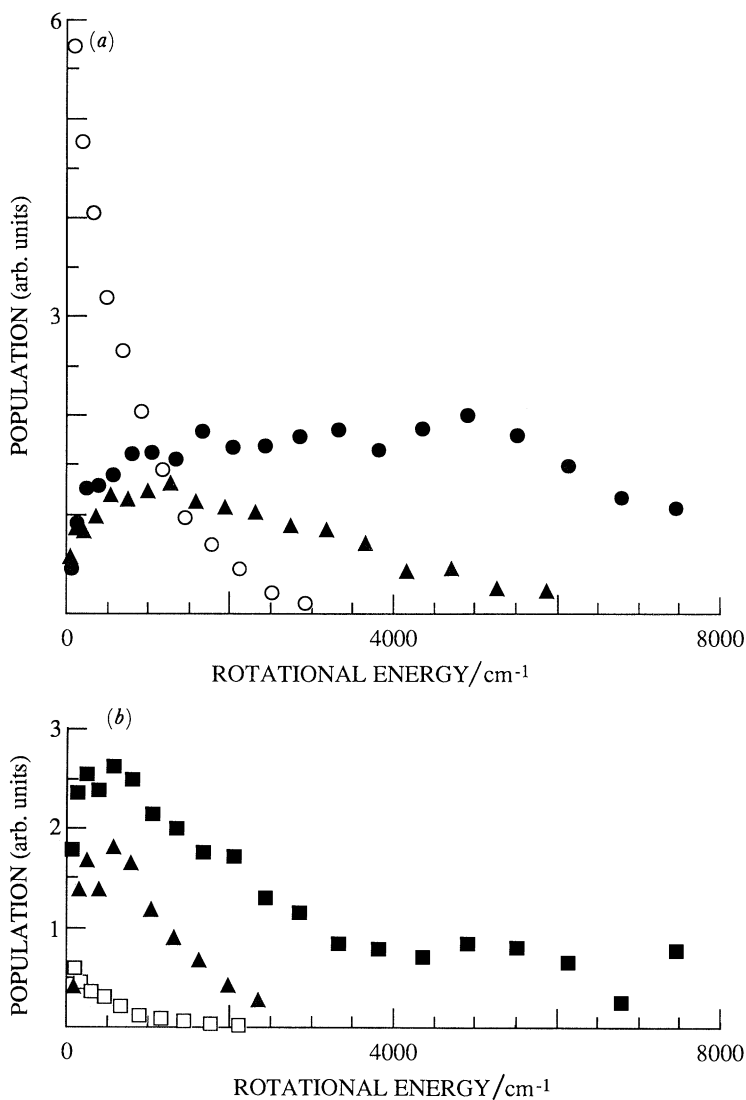 6
(a)
3
POPULATION (arb. units)
0
4000
8000
ROTATIONAL ENERGY/cm-1
(b)
3
2
1
POPULATION (arb. units)
0
4000
8000
ROTATIONAL ENERGY/cm-1